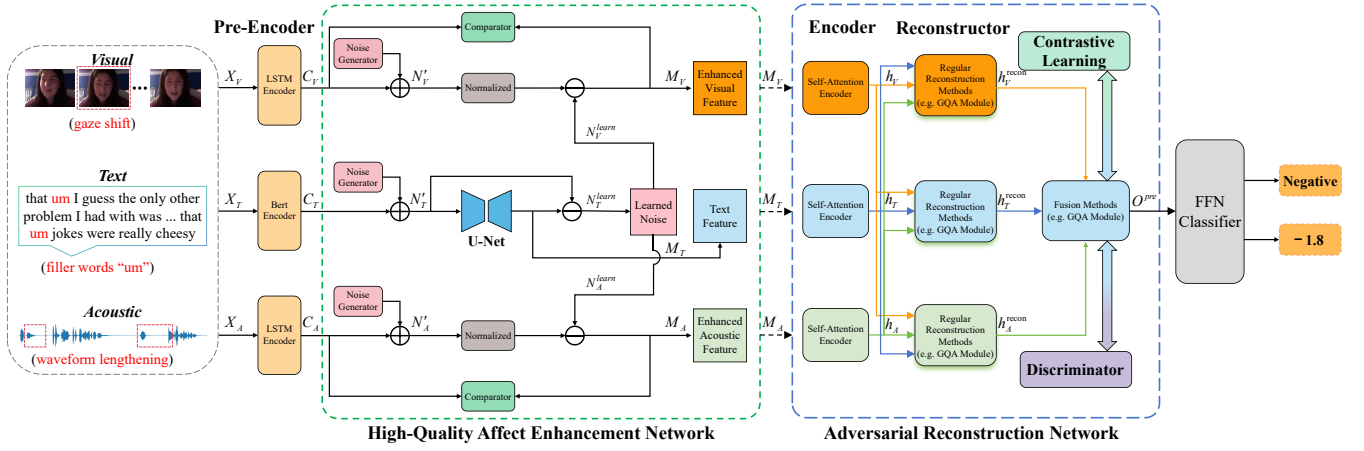 Pre-Encoder
Encoder
Reconstructor
Visual
(gaze shift)
Text
that um I guess the only other
problem I had with was ... that
um jokes were really cheesy
(filler words “um”)
Acoustic
(waveform lengthening)
X_V
LSTM
Encoder
C_V
Noise
Generator
N'_V
Comparator
Normalized
M_V
Enhanced
Visual
Feature
M_V
N_V^{learn}
X_T
Bert
Encoder
C_T
Noise
Generator
N'_T
U-Net
N_T^{learn}
Learned
Noise
M_T
Text
Feature
M_T
N_A^{learn}
X_A
LSTM
Encoder
C_A
Noise
Generator
N'_A
Normalized
Comparator
M_A
Enhanced
Acoustic
Feature
M_A
High-Quality Affect Enhancement Network
Self-Attention
Encoder
h_V
Regular
Reconstruction
Methods
(e.g. GQA Module)
h_V^{recon}
Self-Attention
Encoder
h_T
Regular
Reconstruction
Methods
(e.g. GQA Module)
h_T^{recon}
Self-Attention
Encoder
h_A
Regular
Reconstruction
Methods
(e.g. GQA Module)
h_A^{recon}
Contrastive
Learning
Fusion Methods
(e.g. GQA Module)
Discriminator
O^{pre}
Adversarial Reconstruction Network
FFN
Classifier
Negative
−1.8